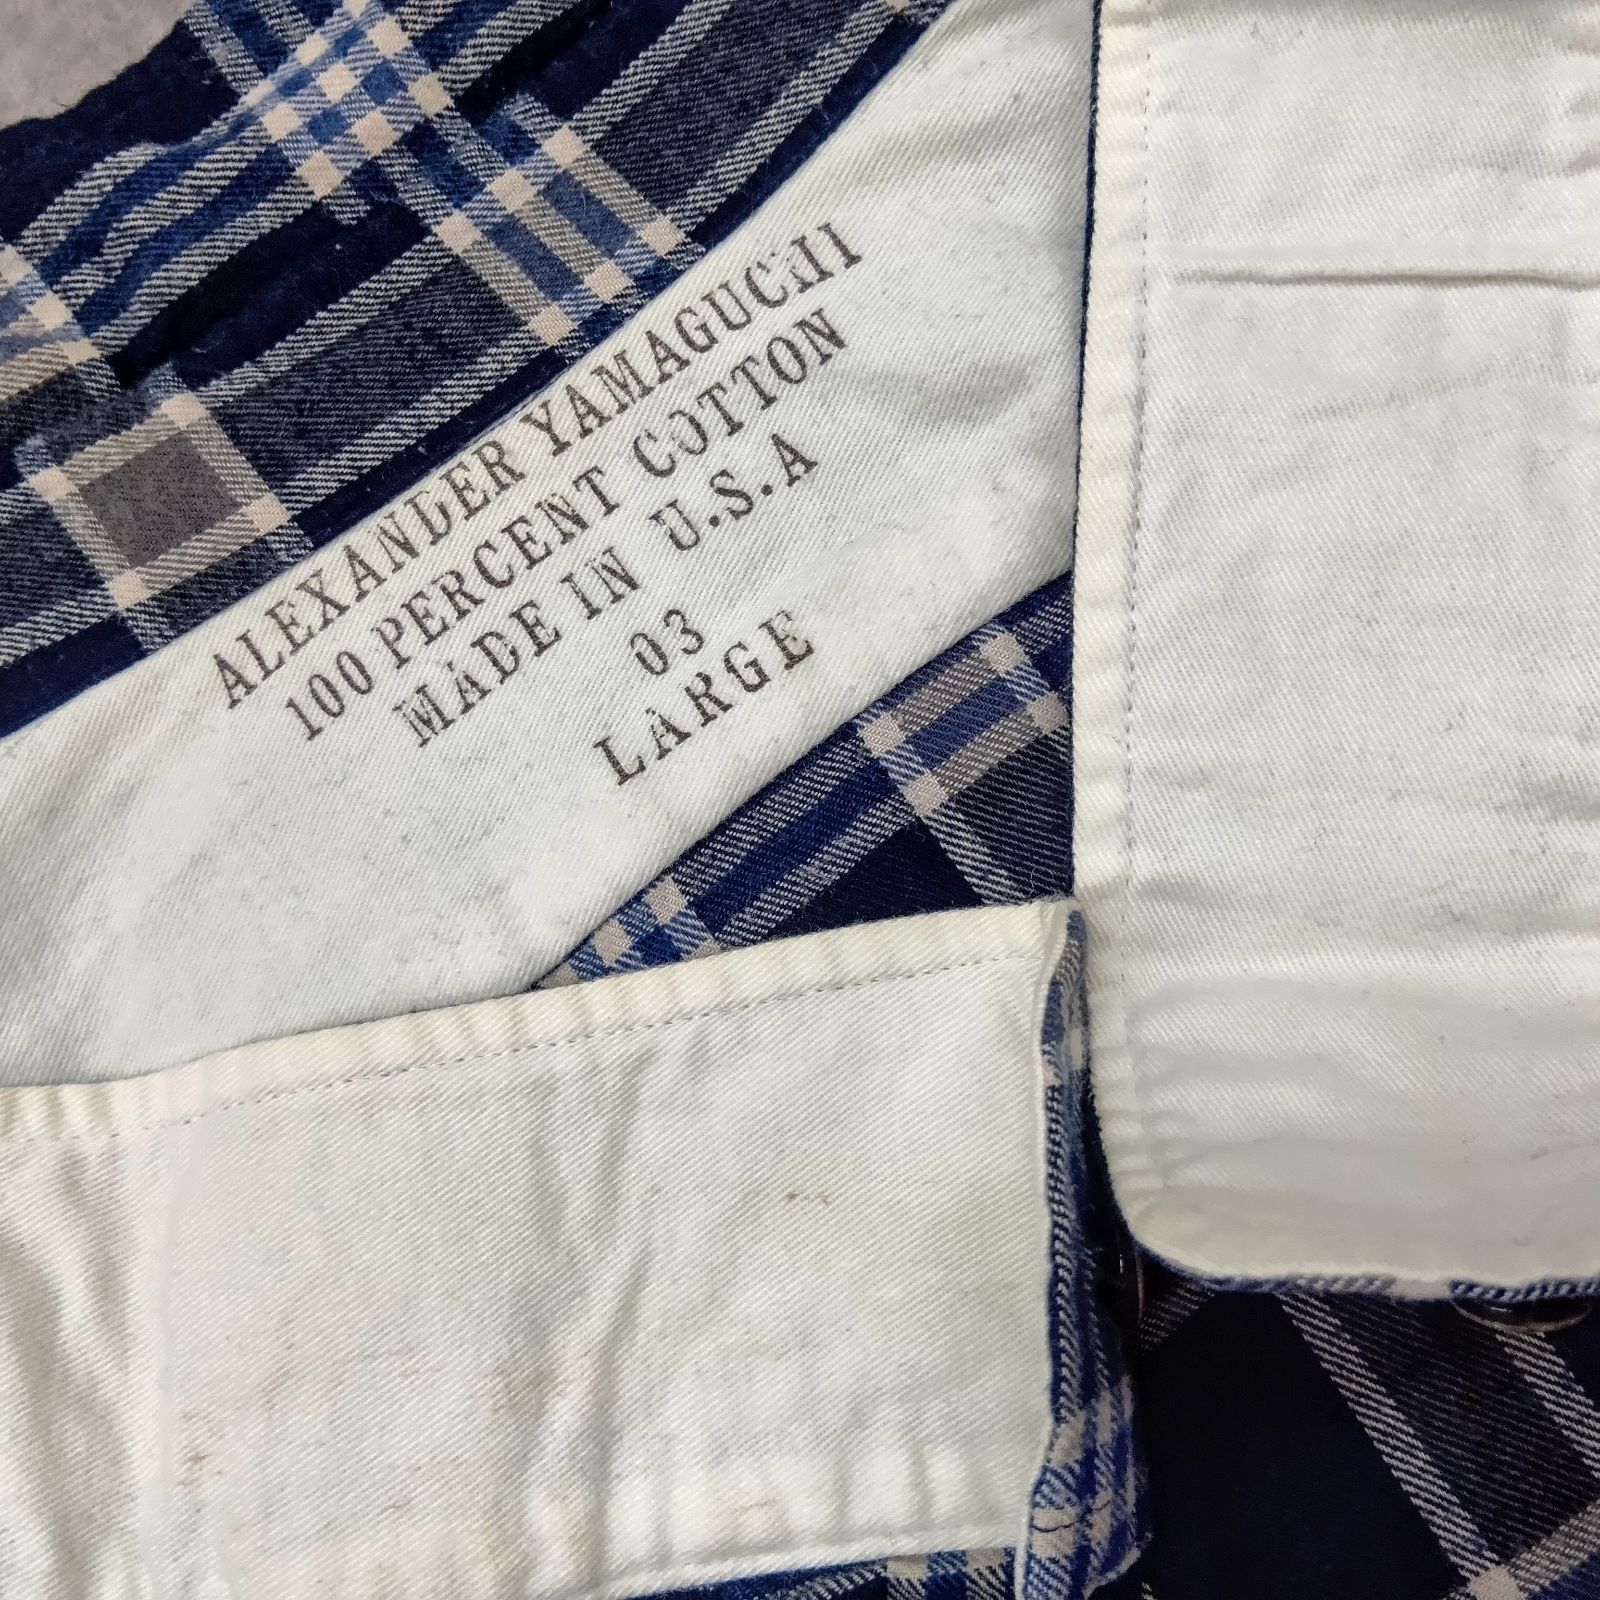 ALEXANDER YAMAGUCHI
100 PERCENT COTTON
MADE IN U.S.A
03
LARGE